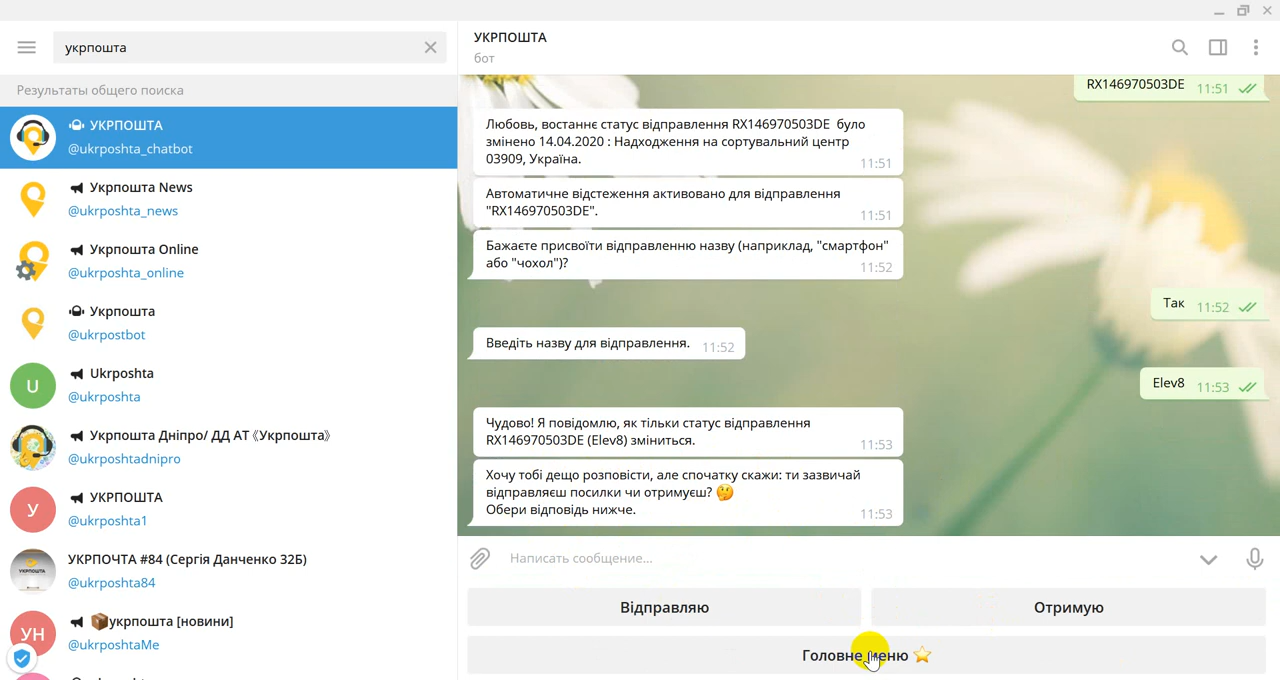 укрпошта
Результаты общего поиска
УКРПОШТА
@ukrposhta_chatbot
Укрпошта News
@ukrposhta_news
Укрпошта Online
@ukrposhta_online
Укрпошта
@ukrpostbot
U
Ukrposhta
@ukrposhta
Укрпошта Дніпро/ ДД АТ《Укрпошта》
@ukrposhtadnipro
У
УКРПОШТА
@ukrposhta1
УКРПОЧТА #84 (Сергія Данченко 32Б)
@ukrposhta84
УН
укрпошта [новини]
@ukrposhtaMe
УКРПОШТА
бот
RX146970503DE 11:51
Любовь, востаннє статус відправлення RX146970503DE було
змінено 14.04.2020 : Надходження на сортувальний центр
03909, Україна.
11:51
Автоматичне відстеження активовано для відправлення
"RX146970503DE".
11:51
Бажаєте присвоїти відправленню назву (наприклад, "смартфон"
або "чохол")?
11:52
Так 11:52
Введіть назву для відправлення. 11:52
Elev8 11:53
Чудово! Я повідомлю, як тільки статус відправлення
RX146970503DE (Elev8) зміниться.
11:53
Хочу тобі дещо розповісти, але спочатку скажи: ти зазвичай
відправляєш посилки чи отримуєш? 🤔
Обери відповідь нижче.
11:53
Написать сообщение...
Відправляю
Отримую
Головне меню ⭐